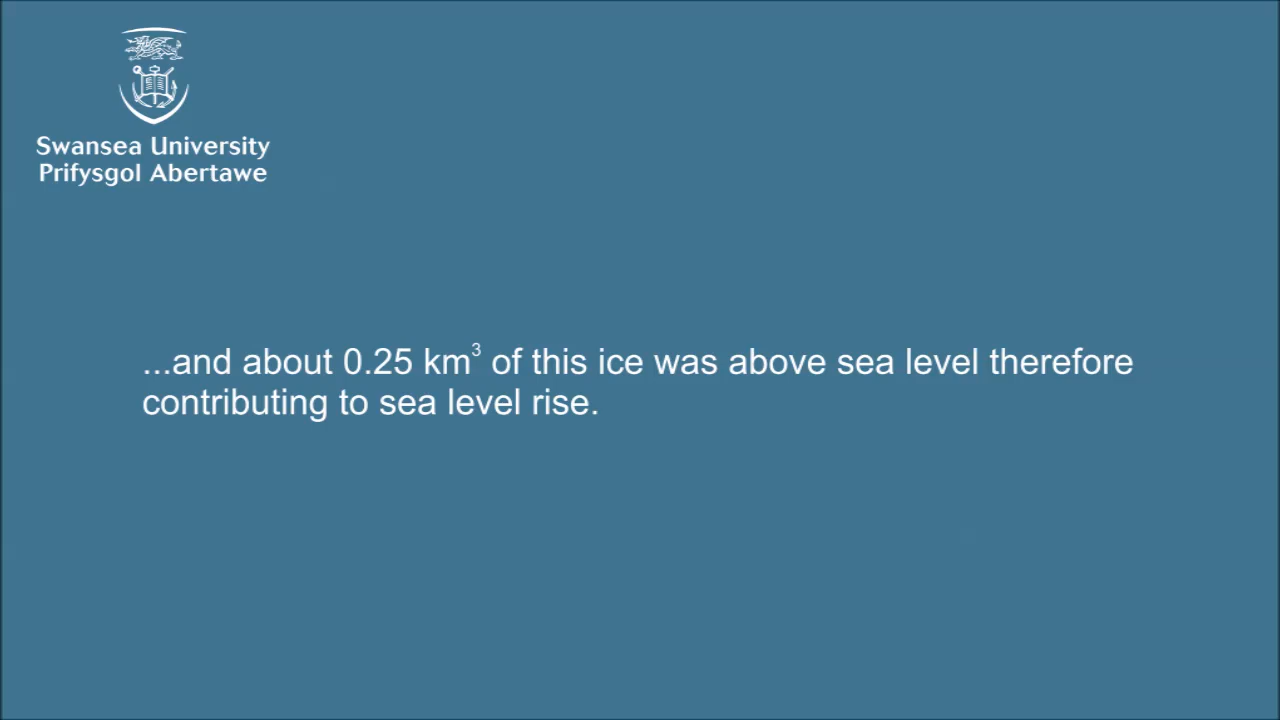 Swansea University
Prifysgol Abertawe
...and about 0.25 km³ of this ice was above sea level therefore
contributing to sea level rise.